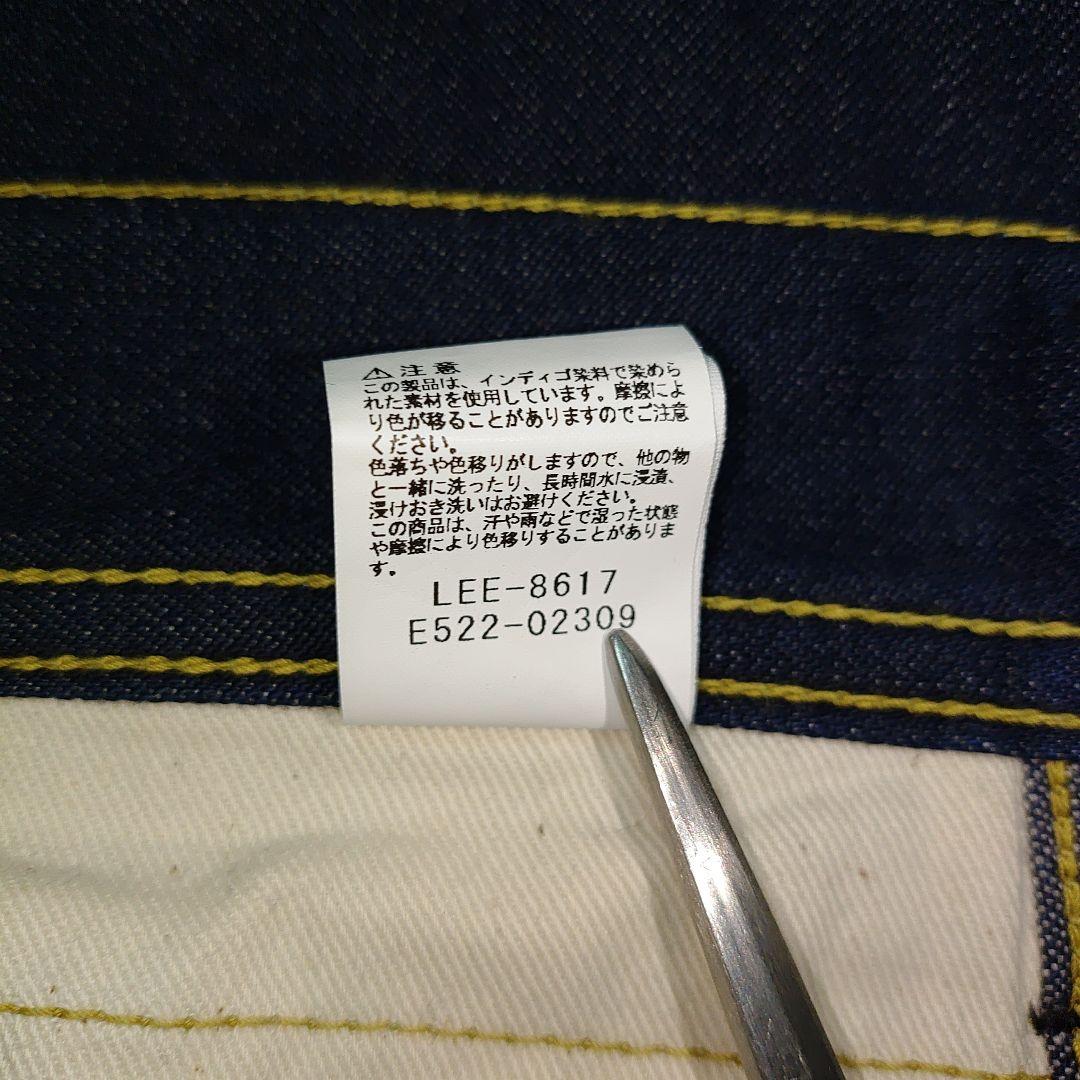 ⚠注意
この製品は、インディゴ染料で染めら
れた素材を使用しています。摩擦によ
り色が移ることがありますのでご注意
ください。
色落ちや色移りがしますので、他の物
と一緒に洗ったり、長時間水に浸漬、
浸けおき洗いはお避けください。
この商品は、汗や雨などで湿った状態
や摩擦により色移りすることがありま
す。
LEE-8617
E522-02309